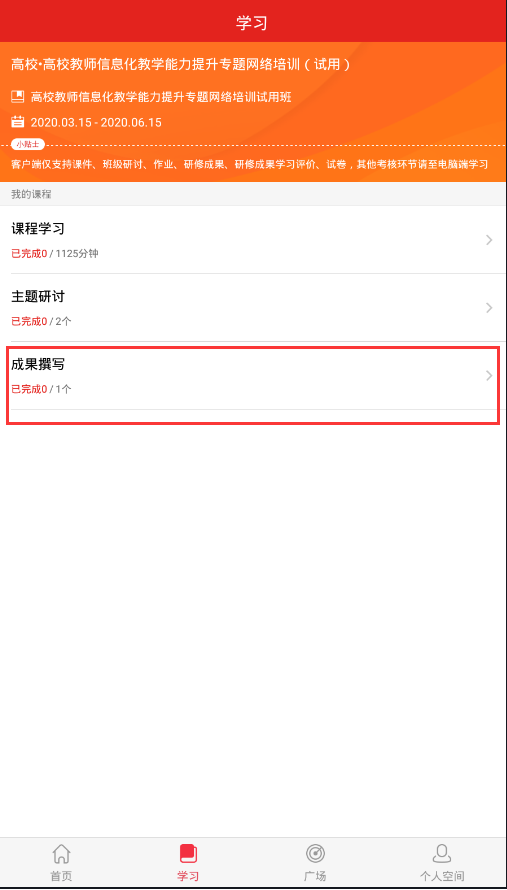 学习
高校•高校教师信息化教学能力提升专题网络培训（试用）
高校教师信息化教学能力提升专题网络培训试用班
2020.03.15 - 2020.06.15
小贴士
客户端仅支持课件、班级研讨、作业、研修成果、研修成果学习评价、试卷，其他考核环节请至电脑端学习
我的课程
课程学习
已完成0 / 1125分钟
主题研讨
已完成0 / 2个
成果撰写
已完成0 / 1个
首页 学习 广场 个人空间